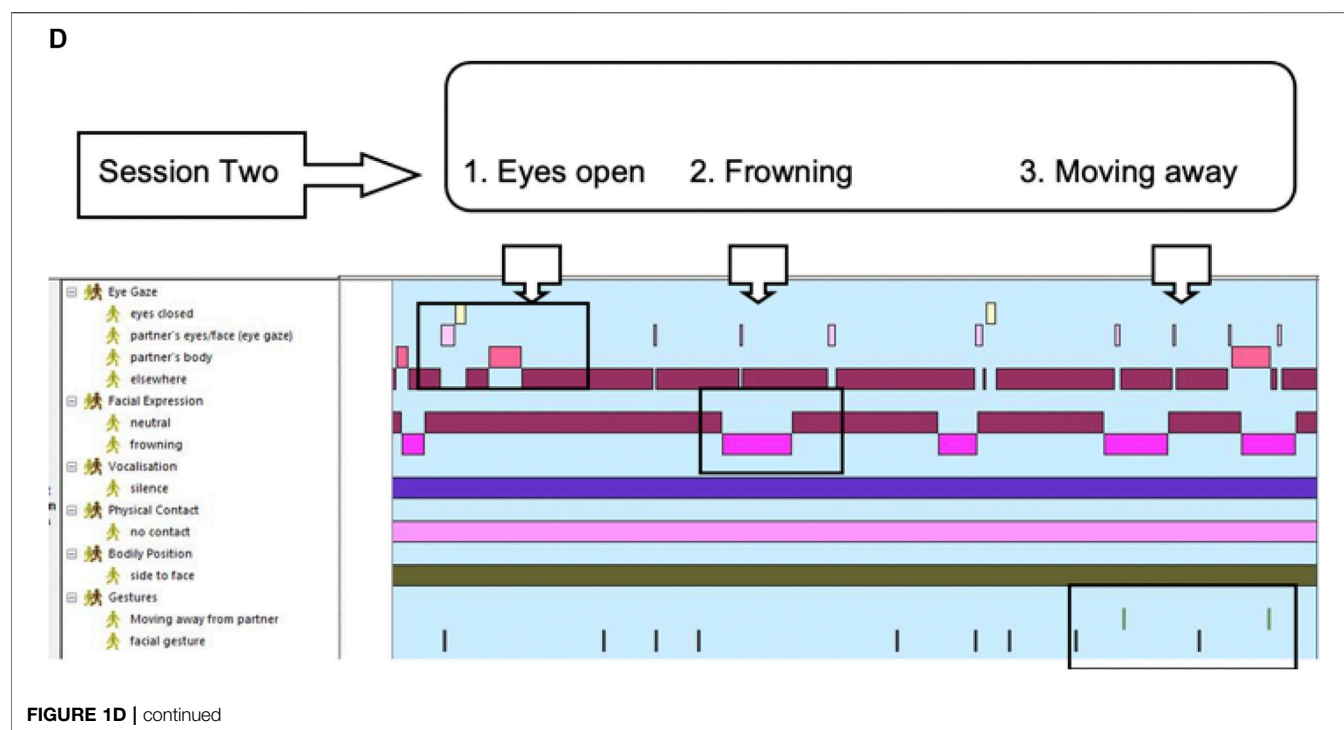 D
Session Two
1. Eyes open 2. Frowning 3. Moving away
Eye Gaze
eyes closed
partner's eyes/face (eye gaze)
partner's body
elsewhere
Facial Expression
neutral
frowning
Vocalisation
silence
Physical Contact
no contact
Bodily Position
side to face
Gestures
Moving away from partner
facial gesture
FIGURE 1D | continued